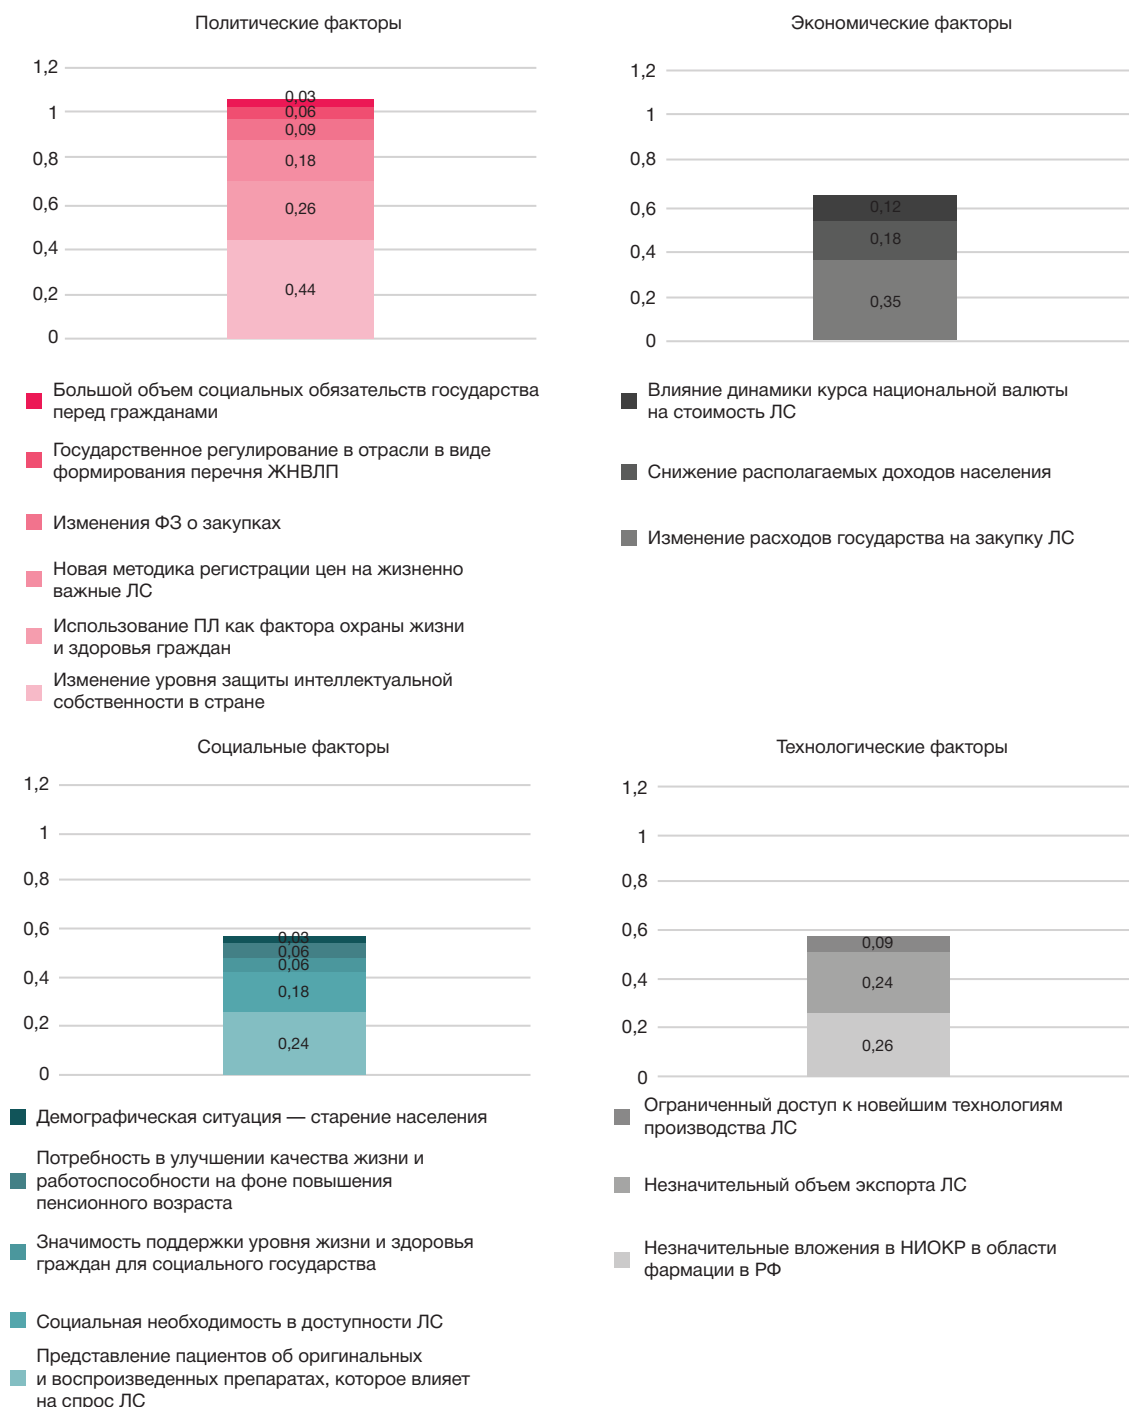 Политические факторы
1,2
1
0,8
0,6
0,4
0,2
0
0,03
0,06
0,09
0,18
0,26
0,44
Большой объем социальных обязательств государства
перед гражданами
Государственное регулирование в отрасли в виде
формирования перечня ЖНВЛП
Изменения ФЗ о закупках
Новая методика регистрации цен на жизненно
важные ЛС
Использование ПЛ как фактора охраны жизни
и здоровья граждан
Изменение уровня защиты интеллектуальной
собственности в стране
Экономические факторы
1,2
1
0,8
0,6
0,4
0,2
0
0,12
0,18
0,35
Влияние динамики курса национальной валюты
на стоимость ЛС
Снижение располагаемых доходов населения
Изменение расходов государства на закупку ЛС
Социальные факторы
1,2
1
0,8
0,6
0,4
0,2
0
0,03
0,06
0,06
0,18
0,24
Демографическая ситуация — старение населения
Потребность в улучшении качества жизни и
работоспособности на фоне повышения
пенсионного возраста
Значимость поддержки уровня жизни и здоровья
граждан для социального государства
Социальная необходимость в доступности ЛС
Представление пациентов об оригинальных
и воспроизведенных препаратах, которое влияет
на спрос ЛС
Технологические факторы
1,2
1
0,8
0,6
0,4
0,2
0
0,09
0,24
0,26
Ограниченный доступ к новейшим технологиям
производства ЛС
Незначительный объем экспорта ЛС
Незначительные вложения в НИОКР в области
фармации в РФ